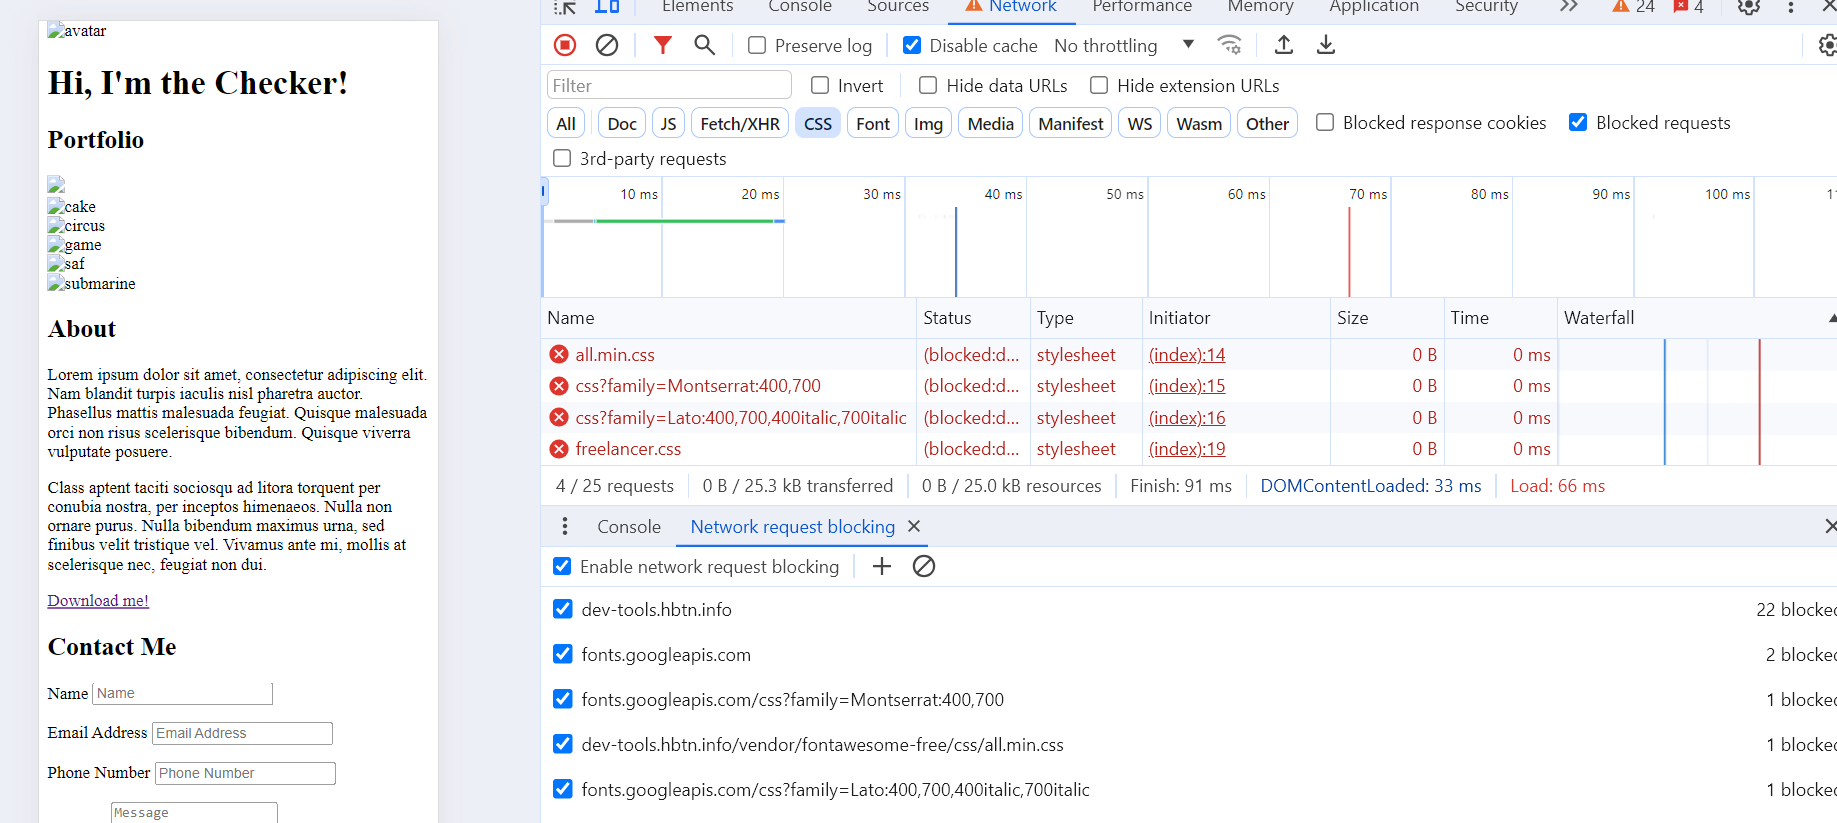 avatar
Hi, I'm the Checker!
Portfolio
cake
circus
game
saf
submarine
About
Lorem ipsum dolor sit amet, consectetur adipiscing elit.
Nam blandit turpis iaculis nisl pharetra auctor.
Phasellus mattis malesuada feugiat. Quisque malesuada
orci non risus scelerisque bibendum. Quisque viverra
vulputate posuere.
Class aptent taciti sociosqu ad litora torquent per
conubia nostra, per inceptos himenaeos. Nulla non
ornare purus. Nulla bibendum maximus urna, sed
finibus velit tristique vel. Vivamus ante mi, mollis at
scelerisque nec, feugiat non dui.
Download me!
Contact Me
Name Name
Email Address Email Address
Phone Number Phone Number
Message
Elements Console Sources Network Performance Memory Application Security 24 4
Preserve log Disable cache No throttling
Filter Invert Hide data URLs Hide extension URLs
All Doc JS Fetch/XHR CSS Font Img Media Manifest WS Wasm Other Blocked response cookies Blocked requests
3rd-party requests
10 ms 20 ms 30 ms 40 ms 50 ms 60 ms 70 ms 80 ms 90 ms 100 ms
Name Status Type Initiator Size Time Waterfall
all.min.css (blocked:d... stylesheet (index):14 0 B 0 ms
css?family=Montserrat:400,700 (blocked:d... stylesheet (index):15 0 B 0 ms
css?family=Lato:400,700,400italic,700italic (blocked:d... stylesheet (index):16 0 B 0 ms
freelancer.css (blocked:d... stylesheet (index):19 0 B 0 ms
4 / 25 requests 0 B / 25.3 kB transferred 0 B / 25.0 kB resources Finish: 91 ms DOMContentLoaded: 33 ms Load: 66 ms
Console Network request blocking
Enable network request blocking
dev-tools.hbtn.info 22 blocked
fonts.googleapis.com 2 blocked
fonts.googleapis.com/css?family=Montserrat:400,700 1 blocked
dev-tools.hbtn.info/vendor/fontawesome-free/css/all.min.css 1 blocked
fonts.googleapis.com/css?family=Lato:400,700,400italic,700italic 1 blocked